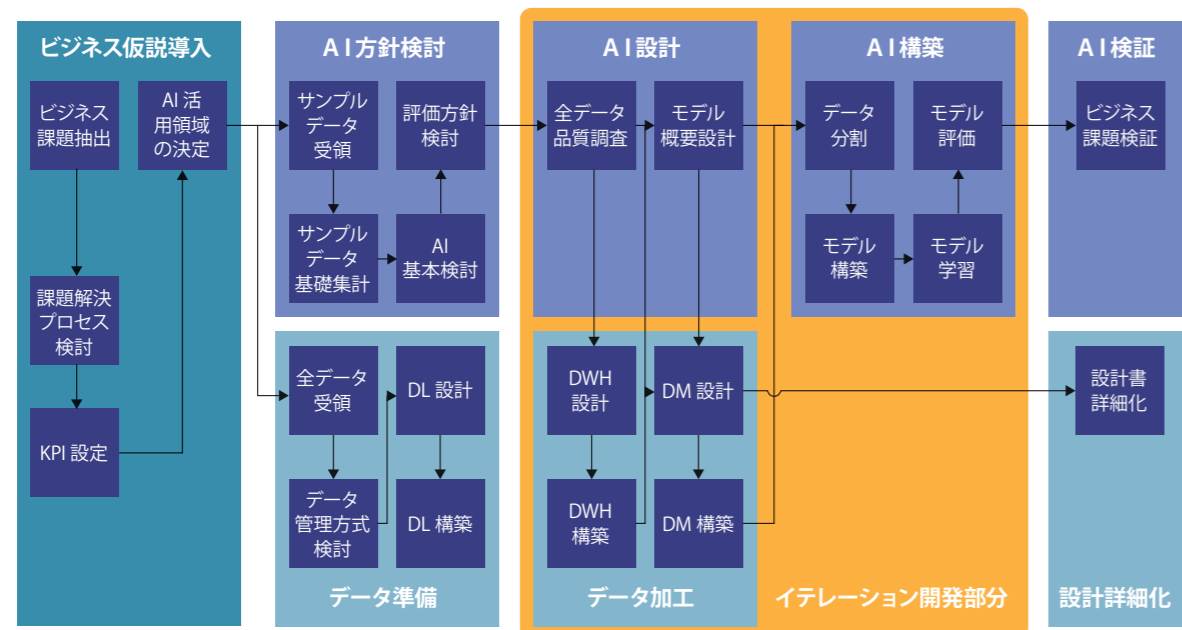 ビジネス仮説導入
ビジネス
課題抽出
AI 活
用領域
の決定
課題解決
プロセス
検討
KPI 設定
AI方針検討
サンプル
データ
受領
評価方針
検討
サンプル
データ
基礎集計
AI
基本検討
全データ
受領
DL 設計
データ
管理方式
検討
DL 構築
データ準備
AI設計
全データ
品質調査
モデル
概要設計
DWH
設計
DM 設計
DWH
構築
DM 構築
データ加工
AI構築
データ
分割
モデル
評価
モデル
構築
モデル
学習
イテレーション開発部分
AI検証
ビジネス
課題検証
設計書
詳細化
設計詳細化